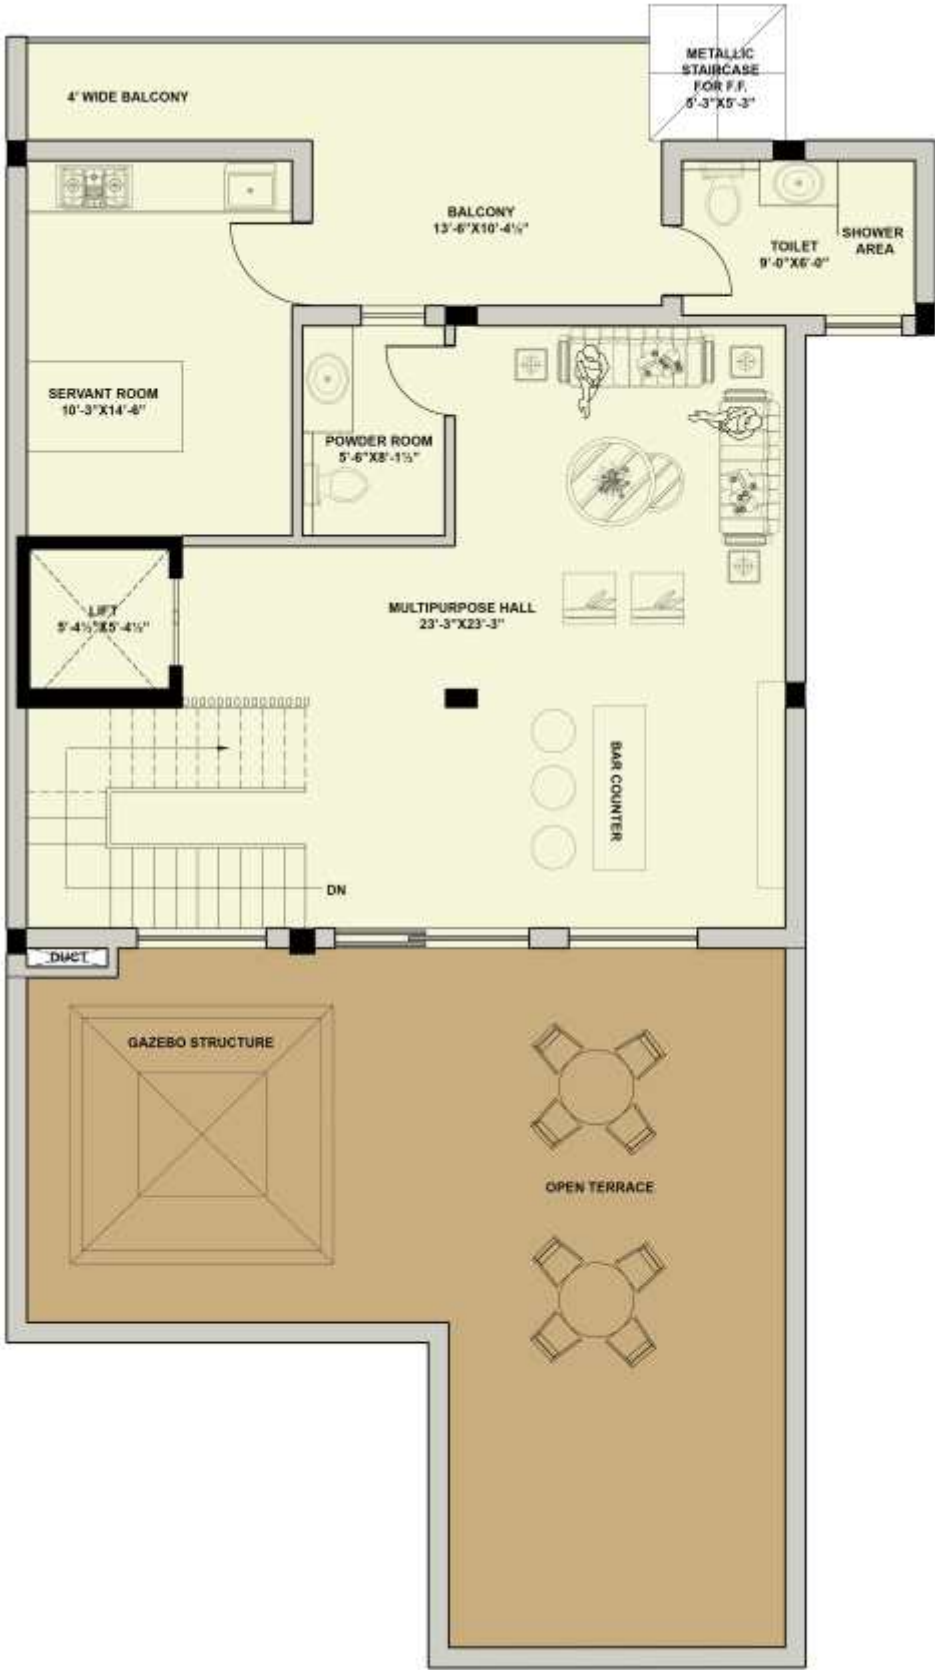 METALLIC
STAIRCASE
FOR F.F.
5'-3"X5'-3"
4' WIDE BALCONY
BALCONY
13'-6"X10'-4½"
TOILET
9'-0"X6'-0"
SHOWER
AREA
SERVANT ROOM
10'-3"X14'-6"
POWDER ROOM
5'-6"X8'-1½"
LIFT
5'-4½"X5'-4½"
MULTIPURPOSE HALL
23'-3"X23'-3"
BAR COUNTER
DN
DUCT
GAZEBO STRUCTURE
OPEN TERRACE